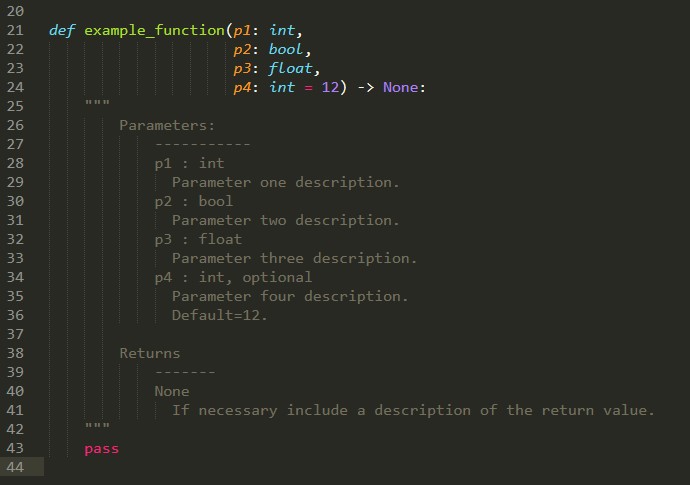 20
21 def example_function(p1: int,
22                      p2: bool,
23                      p3: float,
24                      p4: int = 12) -> None:
25     """
26         Parameters:
27             -----------
28             p1 : int
29               Parameter one description.
30             p2 : bool
31               Parameter two description.
32             p3 : float
33               Parameter three description.
34             p4 : int, optional
35               Parameter four description.
36               Default=12.
37
38         Returns
39             -------
40             None
41               If necessary include a description of the return value.
42     """
43     pass
44